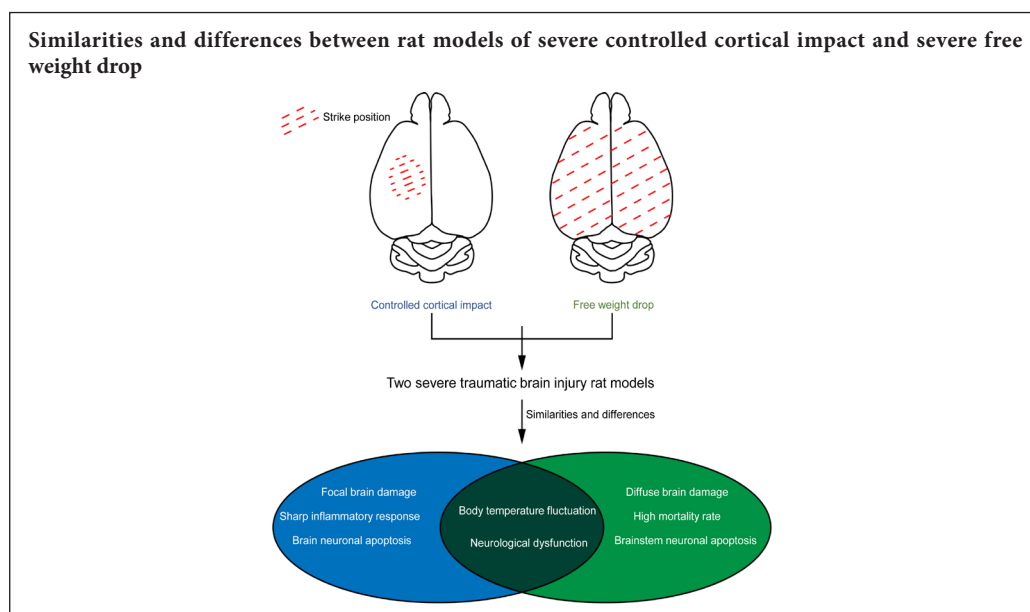 Similarities and differences between rat models of severe controlled cortical impact and severe free
weight drop
Strike position
Controlled cortical impact
Free weight drop
Two severe traumatic brain injury rat models
Similarities and differences
Focal brain damage
Sharp inflammatory response
Brain neuronal apoptosis
Body temperature fluctuation
Neurological dysfunction
Diffuse brain damage
High mortality rate
Brainstem neuronal apoptosis